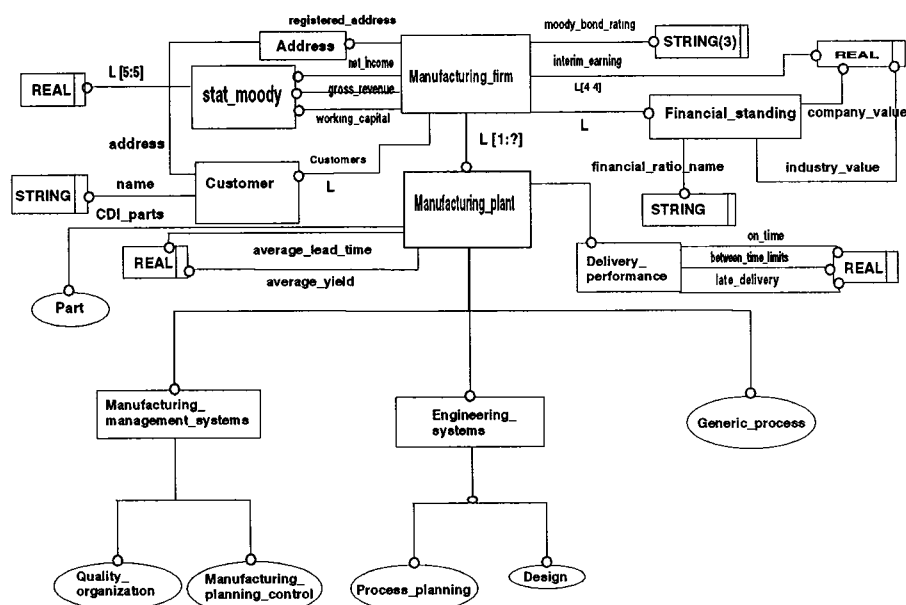 registered_address
moody_bond_rating
Address
STRING(3)
REAL
net_income
Manufacturing_firm
interim_earning
L [5:5]
REAL
stat_moody
gross_revenue
L[4 4]
Financial_standing
company_value
working_capital
L
address
L [1:?]
Customers
L
financial_ratio_name
industry_value
STRING
name
Customer
Manufacturing_plant
STRING
CDI_parts
on_time
REAL
average_lead_time
Delivery_
performance
between_time_limits
REAL
average_yield
late_delivery
Part
Manufacturing_
management_systems
Engineering_
systems
Generic_process
Quality_
organization
Manufacturing_
planning_control
Process_planning
Design